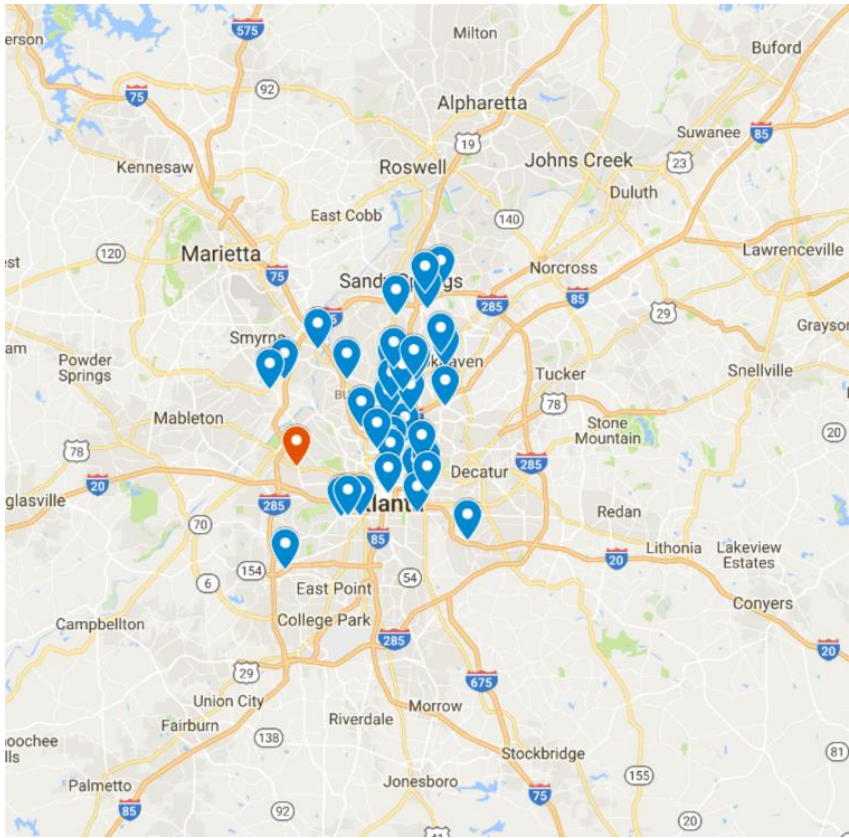 erson
575
Milton
Buford
75
92
Alpharetta
19
Suwanee
85
Kennesaw
Roswell
Johns Creek
23
Duluth
East Cobb
140
120
Marietta
Lawrenceville
est
75
Norcross
Sandy Springs
85
285
29
Grayson
Smyrna
am
Powder
Springs
Tucker
Snellville
78
Mableton
Stone
Mountain
20
78
Decatur
285
20
glasville
285
70
Redan
85
Lithonia
Lakeview
Estates
154
20
6
East Point
54
Conyers
Campbellton
College Park
285
20
29
675
Union City
Morrow
Fairburn
Riverdale
138
Stockbridge
81
155
Palmetto
Jonesboro
75
85
92
20
41